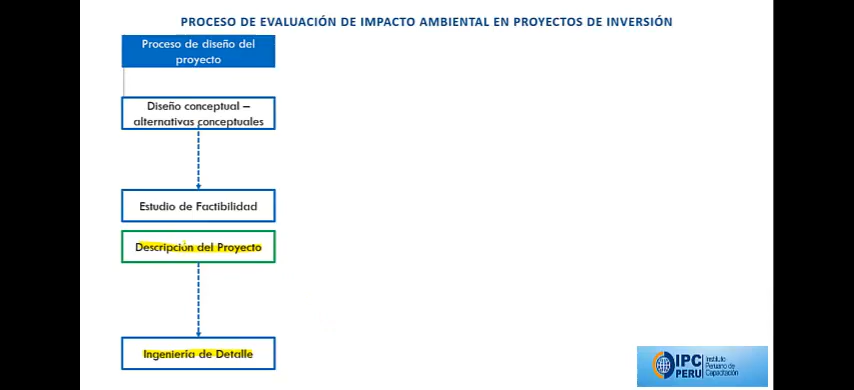 PROCESO DE EVALUACIÓN DE IMPACTO AMBIENTAL EN PROYECTOS DE INVERSIÓN
Proceso de diseño del
proyecto
Diseño conceptual –
alternativas conceptuales
Estudio de Factibilidad
Descripción del Proyecto
Ingeniería de Detalle
IPC
PERU
Instituto
Peruano de
Capacitación